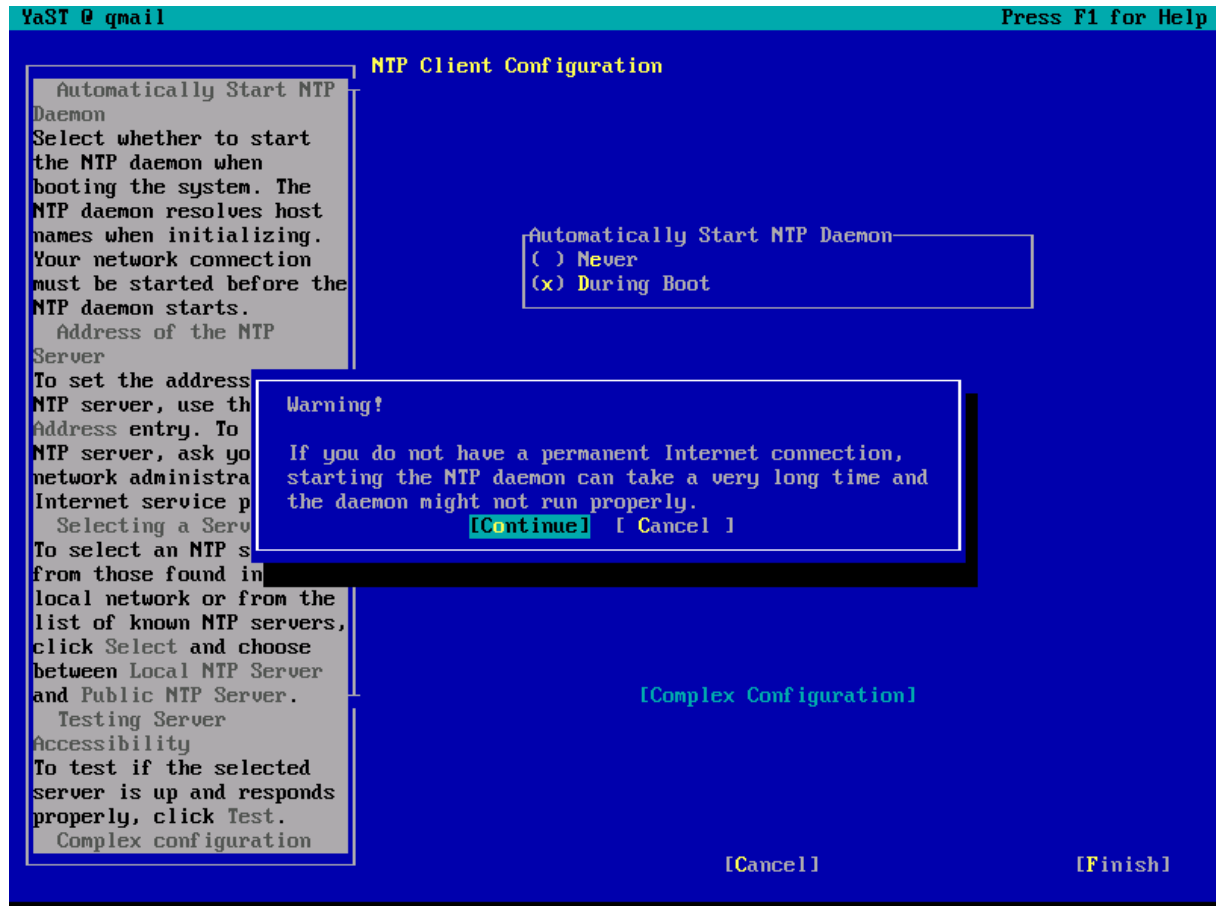 YaST @ qmail
Press F1 for Help
NTP Client Configuration
Automatically Start NTP
Daemon
Select whether to start
the NTP daemon when
booting the system. The
NTP daemon resolves host
names when initializing.
Your network connection
must be started before the
NTP daemon starts.
Address of the NTP
Server
To set the address
NTP server, use th
Address entry. To
NTP server, ask yo
network administra
Internet service p
Selecting a Serv
To select an NTP s
from those found in
local network or from the
list of known NTP servers,
click Select and choose
between Local NTP Server
and Public NTP Server.
Testing Server
Accessibility
To test if the selected
server is up and responds
properly, click Test.
Complex configuration
Automatically Start NTP Daemon
( ) Never
(x) During Boot
Warning!
If you do not have a permanent Internet connection,
starting the NTP daemon can take a very long time and
the daemon might not run properly.
[Continue] [ Cancel ]
[Complex Configuration]
[Cancel] [Finish]